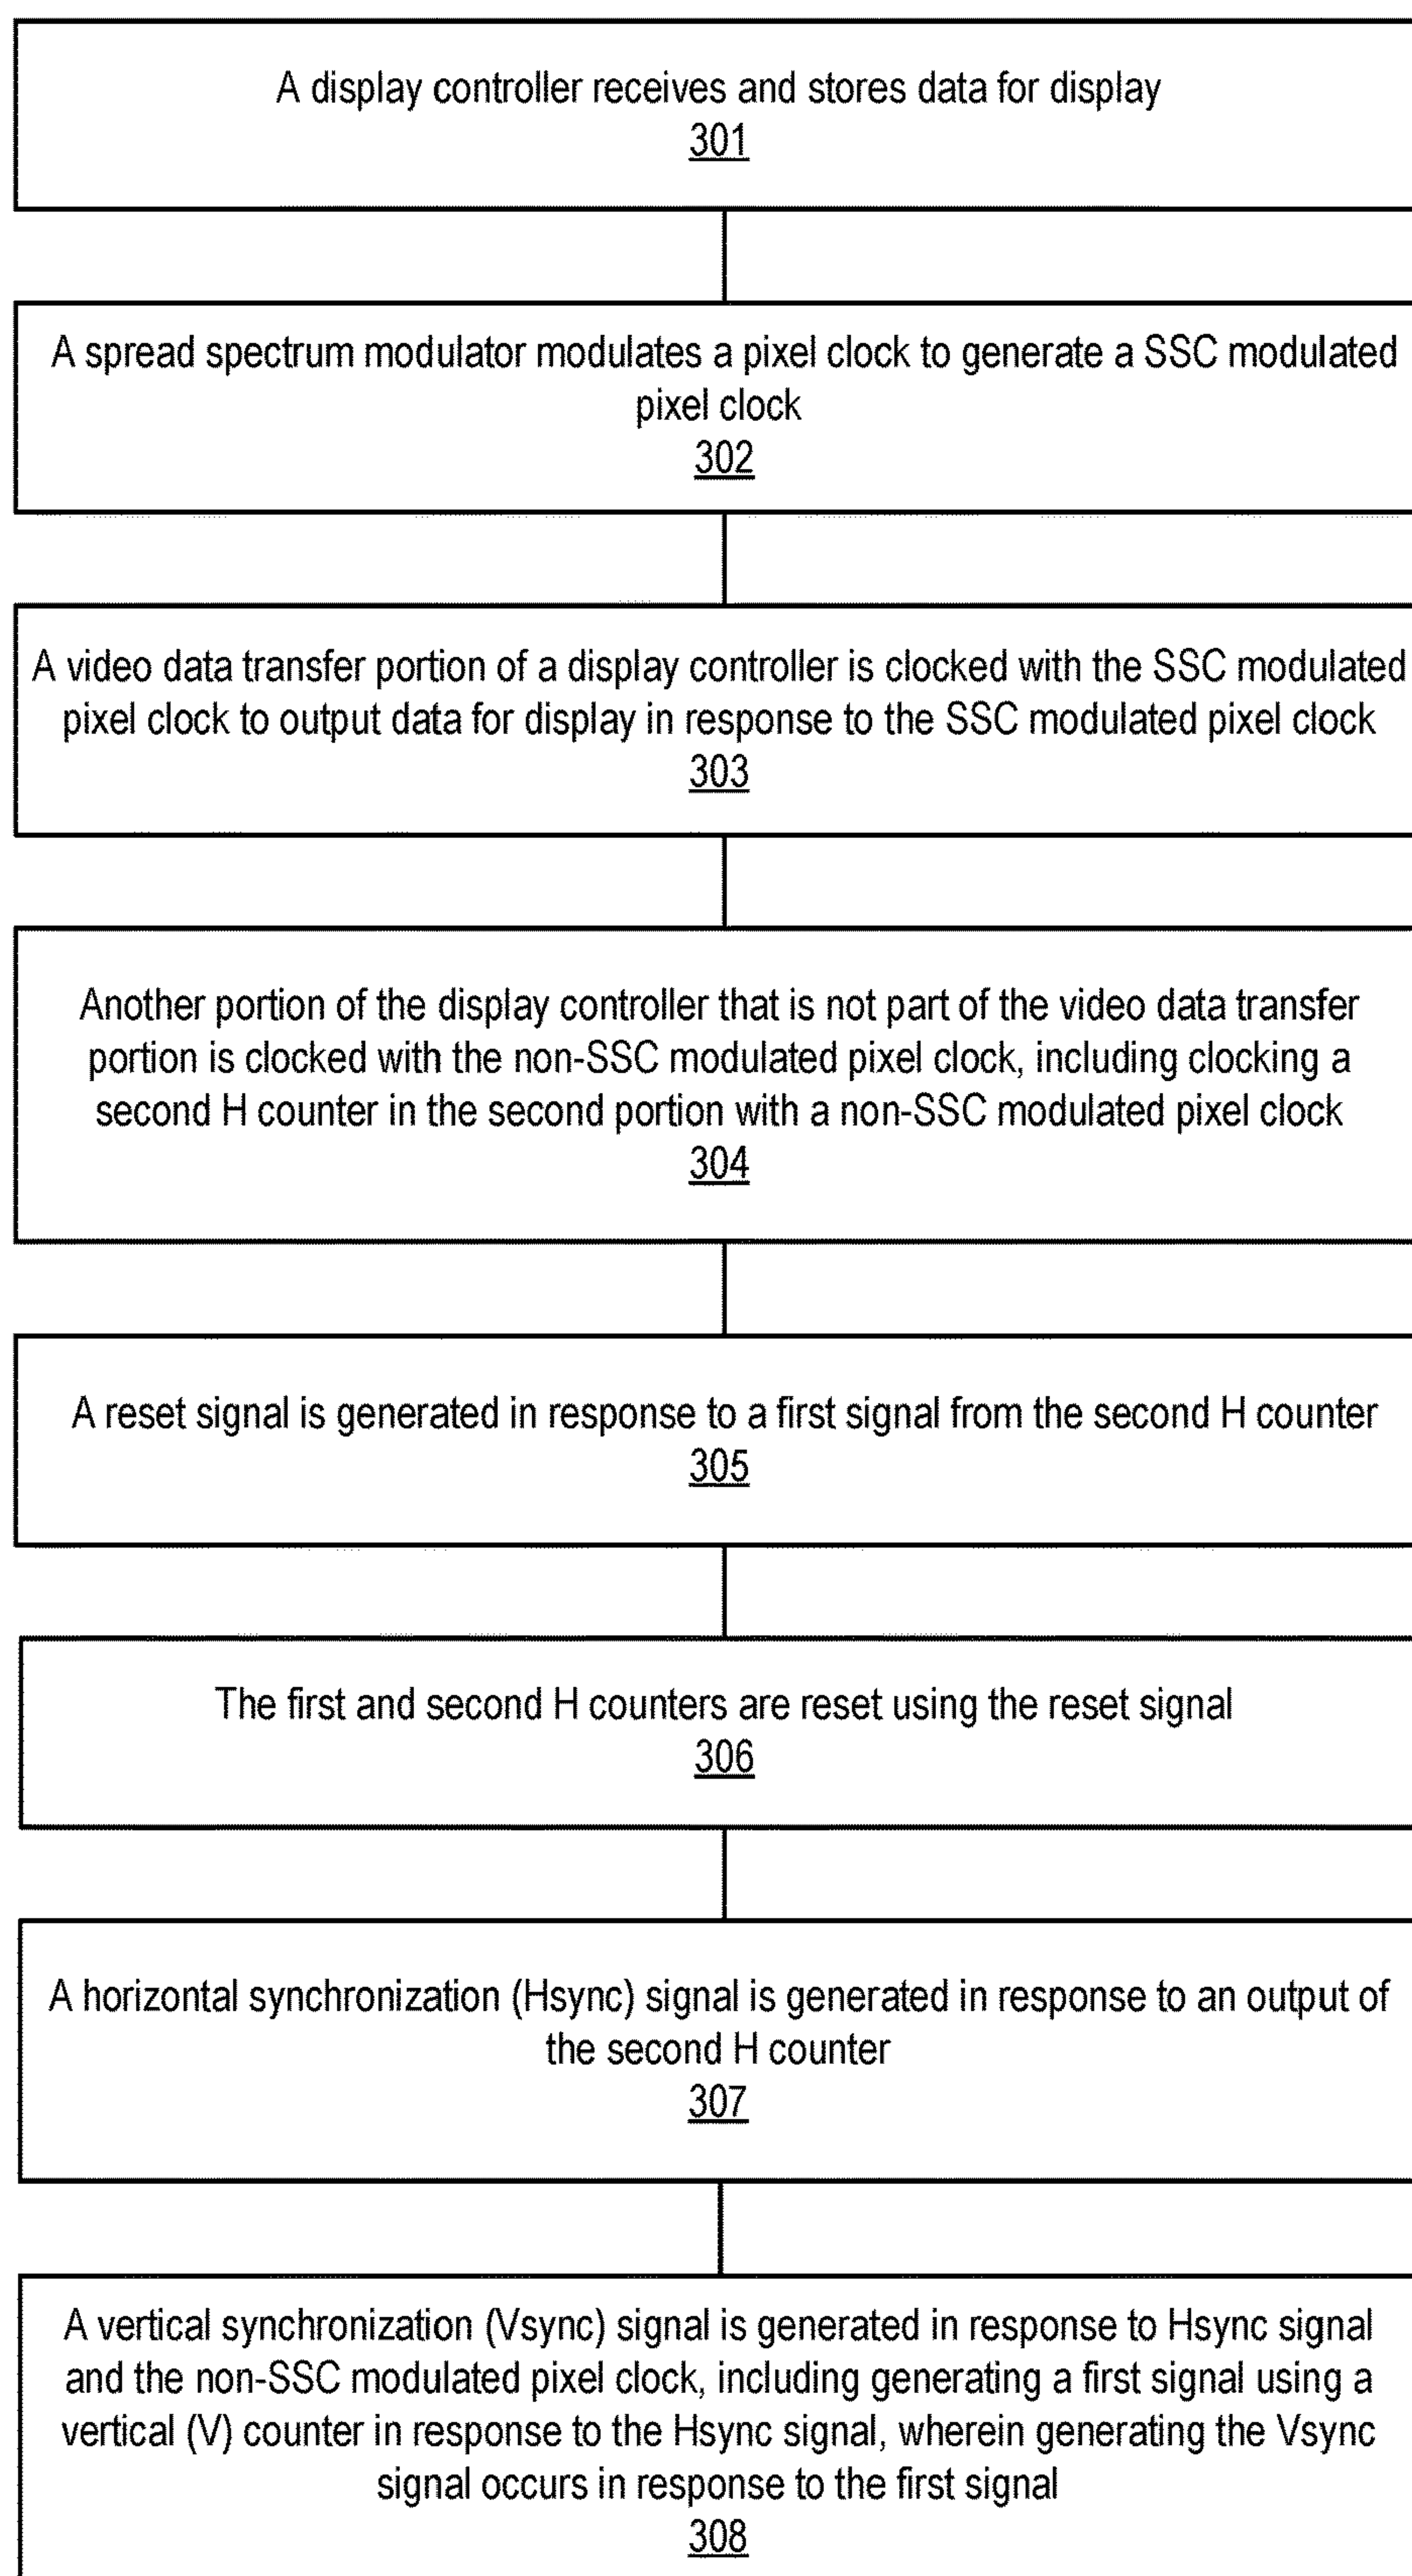 A display controller receives and stores data for display
301
A spread spectrum modulator modulates a pixel clock to generate a SSC modulated
pixel clock
302
A video data transfer portion of a display controller is clocked with the SSC modulated
pixel clock to output data for display in response to the SSC modulated pixel clock
303
Another portion of the display controller that is not part of the video data transfer
portion is clocked with the non-SSC modulated pixel clock, including clocking a
second H counter in the second portion with a non-SSC modulated pixel clock
304
A reset signal is generated in response to a first signal from the second H counter
305
The first and second H counters are reset using the reset signal
306
A horizontal synchronization (Hsync) signal is generated in response to an output of
the second H counter
307
A vertical synchronization (Vsync) signal is generated in response to Hsync signal
and the non-SSC modulated pixel clock, including generating a first signal using a
vertical (V) counter in response to the Hsync signal, wherein generating the Vsync
signal occurs in response to the first signal
308